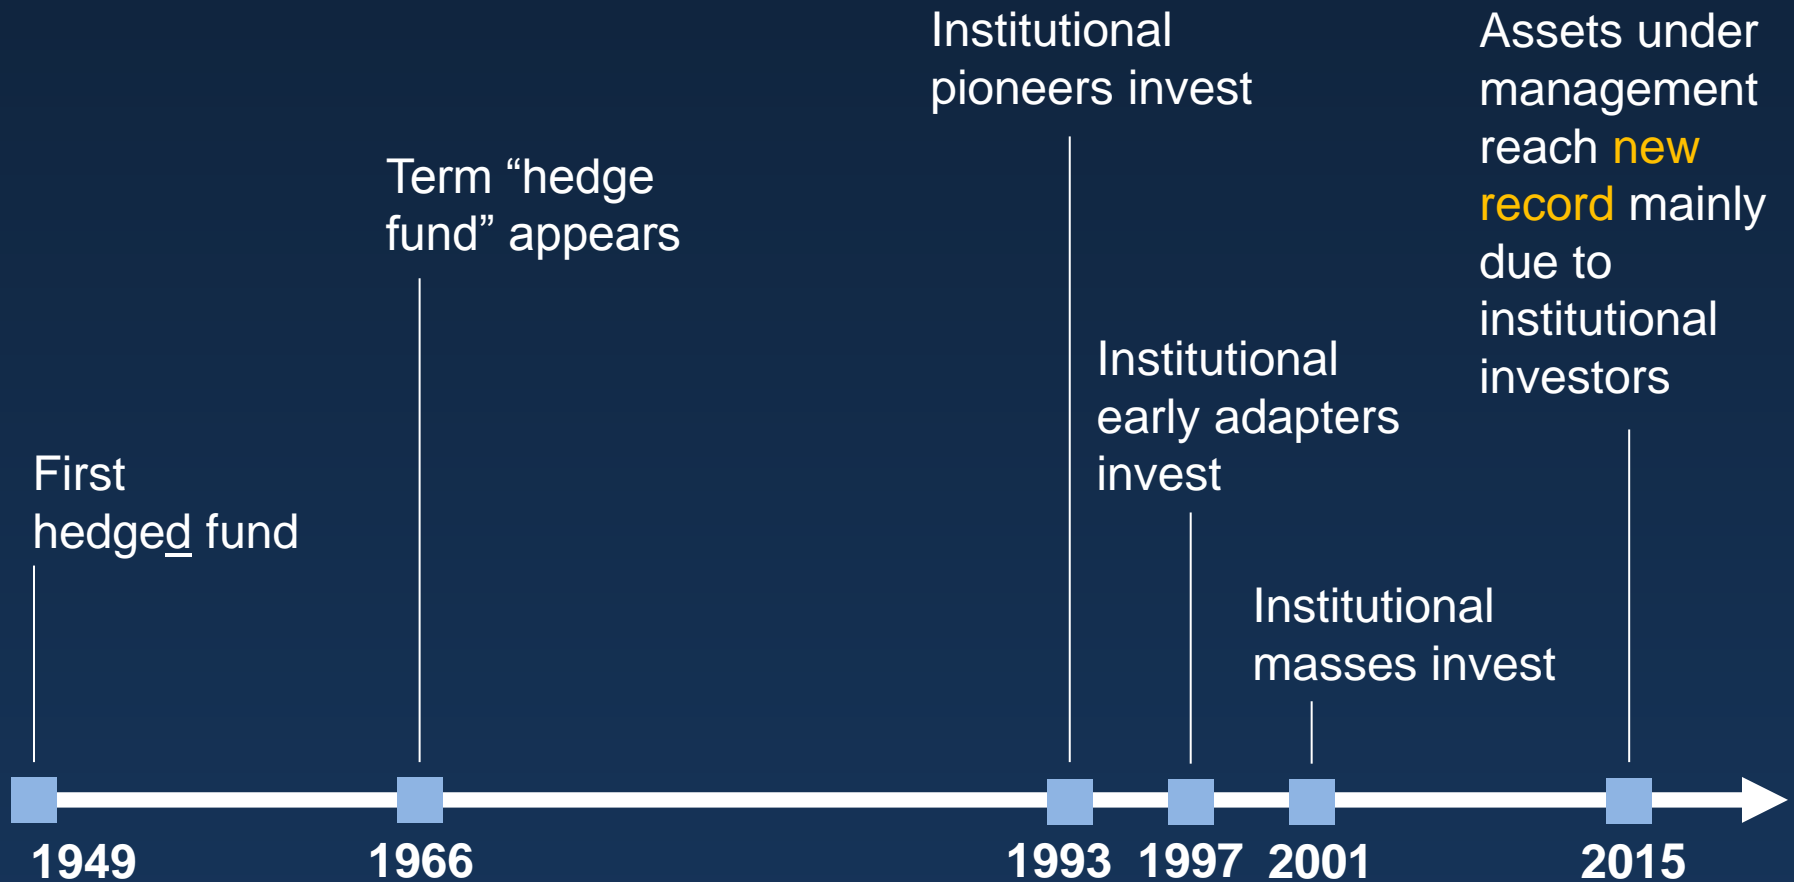 First
hedged fund
Term “hedge
fund” appears
Institutional
pioneers invest
Institutional
early adapters
invest
Institutional
masses invest
Assets under
management
reach new
record mainly
due to
institutional
investors
1949
1966
1993
1997
2001
2015